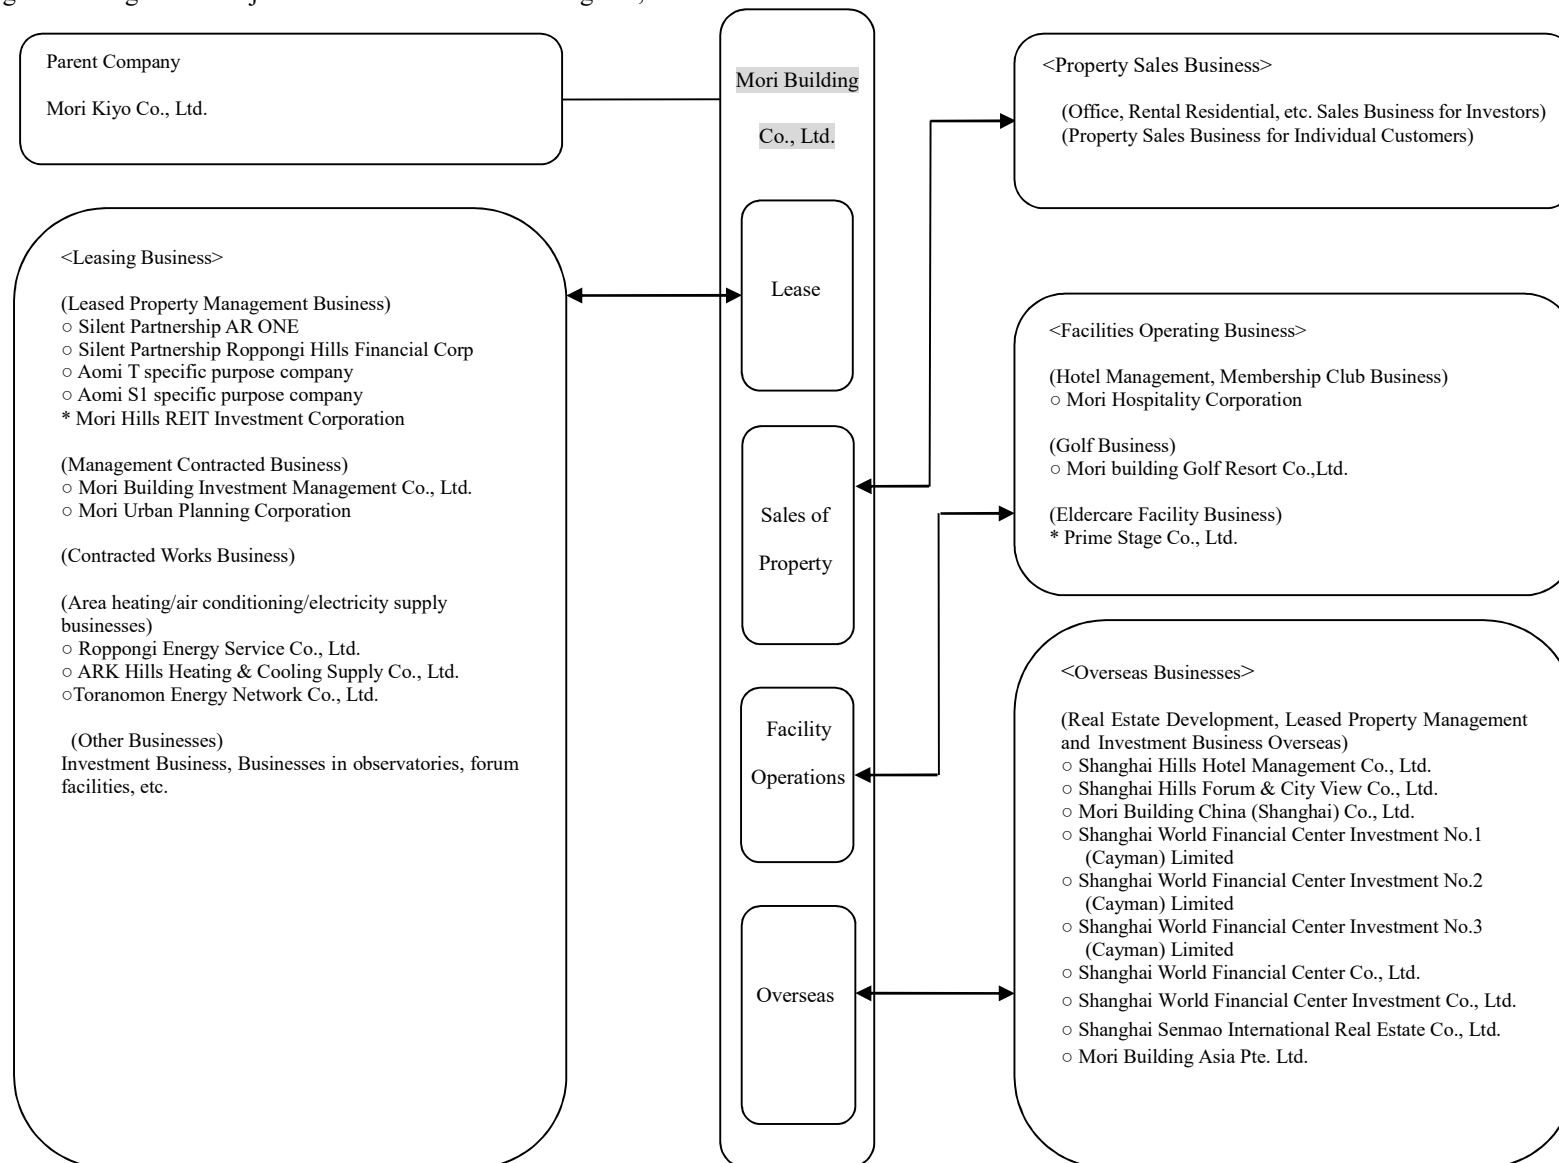 Parent Company
Mori Kiyo Co., Ltd.
<Leasing Business>
(Leased Property Management Business)
○ Silent Partnership AR ONE
○ Silent Partnership Roppongi Hills Financial Corp
○ Aomi T specific purpose company
○ Aomi S1 specific purpose company
* Mori Hills REIT Investment Corporation
(Management Contracted Business)
○ Mori Building Investment Management Co., Ltd.
○ Mori Urban Planning Corporation
(Contracted Works Business)
(Area heating/air conditioning/electricity supply
businesses)
○ Roppongi Energy Service Co., Ltd.
○ ARK Hills Heating & Cooling Supply Co., Ltd.
○Toranomon Energy Network Co., Ltd.
(Other Businesses)
Investment Business, Businesses in observatories, forum
facilities, etc.
Mori Building
Co., Ltd.
Lease
Sales of
Property
Facility
Operations
Overseas
<Property Sales Business>
(Office, Rental Residential, etc. Sales Business for Investors)
(Property Sales Business for Individual Customers)
<Facilities Operating Business>
(Hotel Management, Membership Club Business)
○ Mori Hospitality Corporation
(Golf Business)
○ Mori building Golf Resort Co.,Ltd.
(Eldercare Facility Business)
* Prime Stage Co., Ltd.
<Overseas Businesses>
(Real Estate Development, Leased Property Management
and Investment Business Overseas)
○ Shanghai Hills Hotel Management Co., Ltd.
○ Shanghai Hills Forum & City View Co., Ltd.
○ Mori Building China (Shanghai) Co., Ltd.
○ Shanghai World Financial Center Investment No.1
(Cayman) Limited
○ Shanghai World Financial Center Investment No.2
(Cayman) Limited
○ Shanghai World Financial Center Investment No.3
(Cayman) Limited
○ Shanghai World Financial Center Co., Ltd.
○ Shanghai World Financial Center Investment Co., Ltd.
○ Shanghai Senmao International Real Estate Co., Ltd.
○ Mori Building Asia Pte. Ltd.